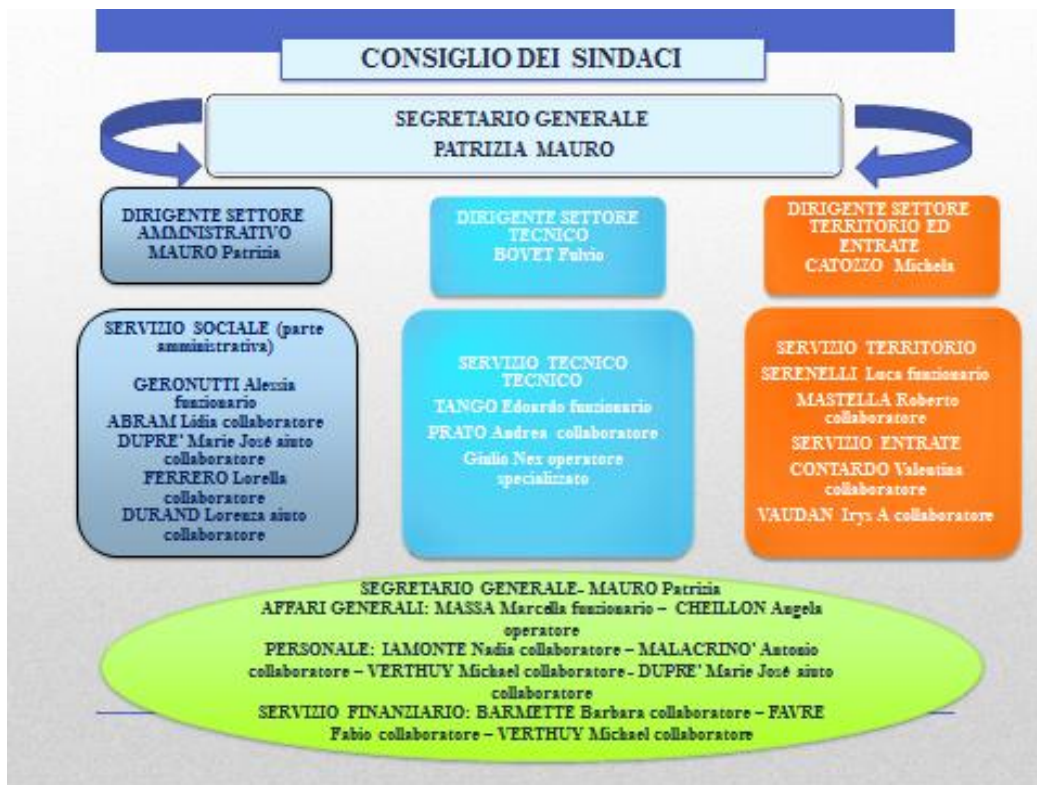 CONSIGLIO DEI SINDACI
SEGRETARIO GENERALE
PATRIZIA MAURO
DIRIGENTE SETTORE
AMMNISTRATIVO
MAURO Patrizia
DIRIGENTE SETTORE
TECNICO
BOVET Fulvio
DIRIGENTE SETTORE
TERRITORIO ED
ENTRATE
CATOZZO Michela
SERVIZIO SOCIALE (parte
amministrativa)
GERONUTTI Alessia
funzionario
ABRAM Lidia collaboratore
DUPRE' Marie José aiuto
collaboratore
FERRERO Lorella
collaboratore
DURAND Lorenza aiuto
collaboratore
SERVIZIO TECNICO
TECNICO
TANGO Edoardo funzionario
PRATO Andrea collaboratore
Giulio Nex operatore
specializzato
SERVIZIO TERRITORIO
SERENELLI Luca funzionario
MASTELLA Roberto
collaboratore
SERVIZIO ENTRATE
CONTARDO Valentina
collaboratore
VAUDAN Irys A collaboratore
SEGRETARIO GENERALE- MAURO Patrizia
AFFARI GENERALI: MASSA Marcella funzionario – CHEILLON Angela
operatore
PERSONALE: IAMONTE Nadia collaboratore – MALACRINO' Antonio
collaboratore – VERTHUY Michael collaboratore- DUPRE' Marie José aiuto
collaboratore
SERVIZIO FINANZIARIO: BARMETTE Barbara collaboratore – FAVRE
Fabio collaboratore – VERTHUY Michael collaboratore